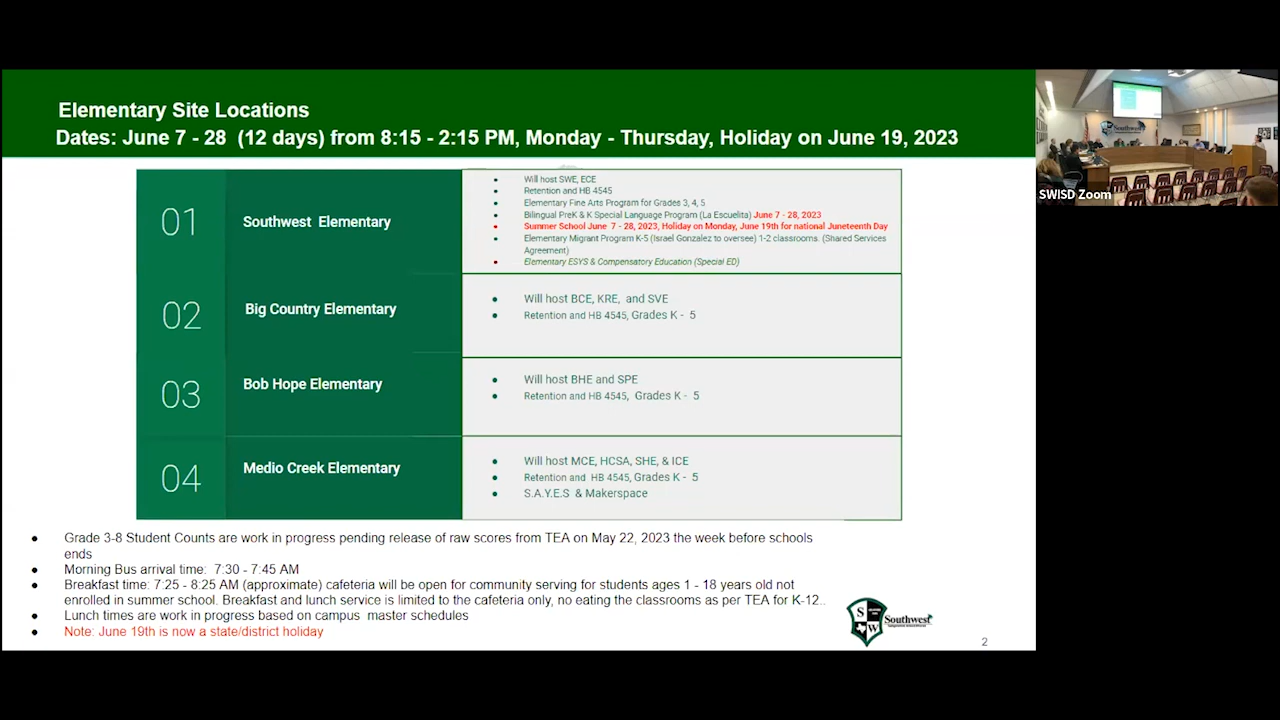 Elementary Site Locations
Dates: June 7 - 28 (12 days) from 8:15 - 2:15 PM, Monday - Thursday, Holiday on June 19, 2023
01
Southwest Elementary
Will host SWE, ECE
Retention and HB 4545
Elementary Fine Arts Program for Grades 3, 4, 5
Bilingual PreK & K Special Language Program (La Escuelita) June 7 - 28, 2023
Summer School June 7 - 28, 2023, Holiday on Monday, June 19th for national Juneteenth Day
Elementary Migrant Program K-5 (Israel Gonzalez to oversee) 1-2 classrooms. (Shared Services
Agreement)
Elementary ESYS & Compensatory Education (Special ED)
02
Big Country Elementary
Will host BCE, KRE, and SVE
Retention and HB 4545, Grades K - 5
03
Bob Hope Elementary
Will host BHE and SPE
Retention and HB 4545, Grades K - 5
04
Medio Creek Elementary
Will host MCE, HCSA, SHE, & ICE
Retention and HB 4545, Grades K - 5
S.A.Y.E.S & Makerspace
Grade 3-8 Student Counts are work in progress pending release of raw scores from TEA on May 22, 2023 the week before schools
ends
Morning Bus arrival time: 7:30 - 7:45 AM
Breakfast time: 7:25 - 8:25 AM (approximate) cafeteria will be open for community serving for students ages 1 - 18 years old not
enrolled in summer school. Breakfast and lunch service is limited to the cafeteria only, no eating the classrooms as per TEA for K-12..
Lunch times are work in progress based on campus master schedules
Note: June 19th is now a state/district holiday
S
W
Southwest
2
Southwest
SWISD Zoom